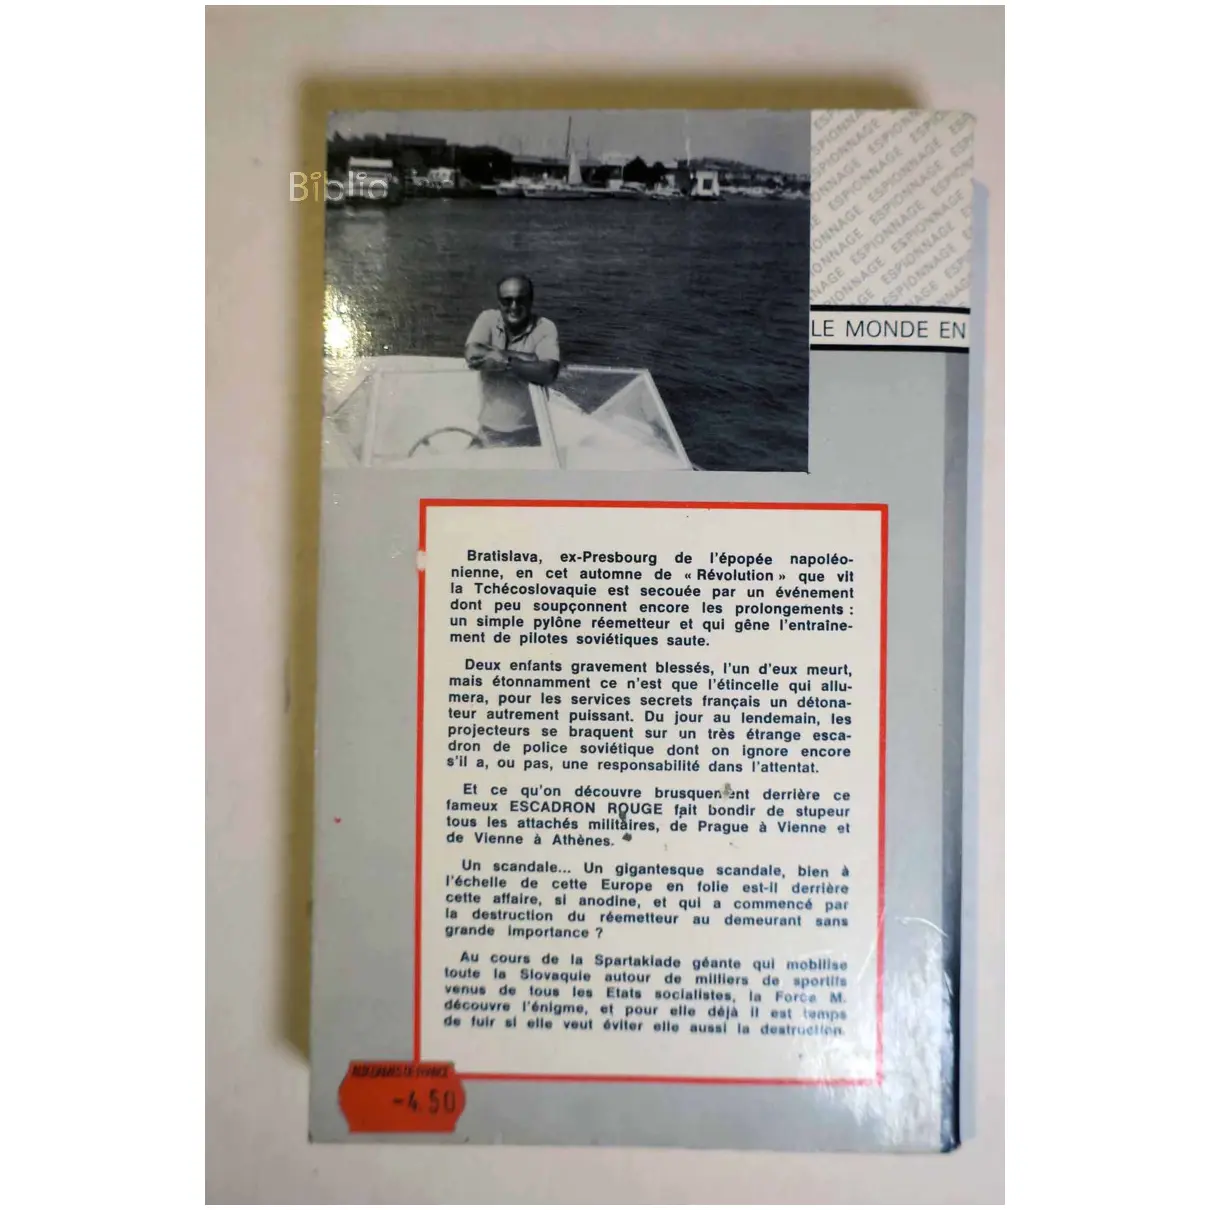 Biblio
ESPIONNAGE ESPIONNAGE ESPIONNAGE
LE MONDE EN
Bratislava, ex-Presbourg de l'épopée napoléo-
nienne, en cet automne de « Révolution » que vit
la Tchécoslovaquie est secouée par un événement
dont peu soupçonnent encore les prolongements :
un simple pylône réemetteur et qui gêne l'entraîne-
ment de pilotes soviétiques saute.
Deux enfants gravement blessés, l'un d'eux meurt,
mais étonnamment ce n'est que l'étincelle qui allu-
mera, pour les services secrets français un détona-
teur autrement puissant. Du jour au lendemain, les
projecteurs se braquent sur un très étrange esca-
dron de police soviétique dont on ignore encore
s'il a, ou pas, une responsabilité dans l'attentat.
Et ce qu'on découvre brusquement derrière ce
fameux ESCADRON ROUGE fait bondir de stupeur
tous les attachés militaires, de Prague à Vienne et
de Vienne à Athènes.
Un scandale... Un gigantesque scandale, bien à
l'échelle de cette Europe en folie est-il derrière
cette affaire, si anodine, et qui a commencé par
la destruction du réemetteur au demeurant sans
grande importance ?
Au cours de la Spartakiade géante qui mobilise
toute la Slovaquie autour de milliers de sportifs
venus de tous les Etats socialistes, la Force M.
découvre l'énigme, et pour elle déjà il est temps
de fuir si elle veut éviter elle aussi la destruction.
AUX DAMES DE FRANCE
-4.50